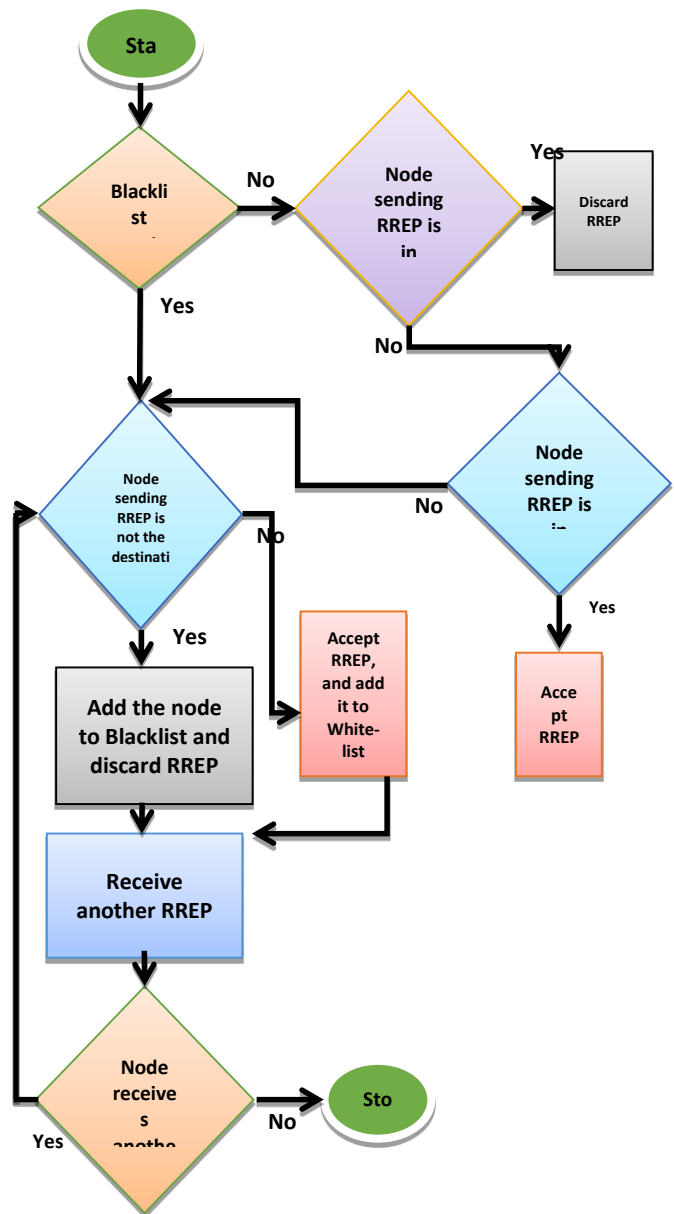 Sta
Blackli
st
No
Node
sending
RREP is
in
Yes
Discard
RREP
Yes
No
Node
sending
RREP is
in
No
Yes
Node
sending
RREP is
not the
destinati
No
Yes
Accept
RREP,
and add
it to
White-
list
Acce
pt
RREP
Add the node
to Blacklist and
discard RREP
Receive
another RREP
Node
receive
s
anothe
Yes
No
Sto